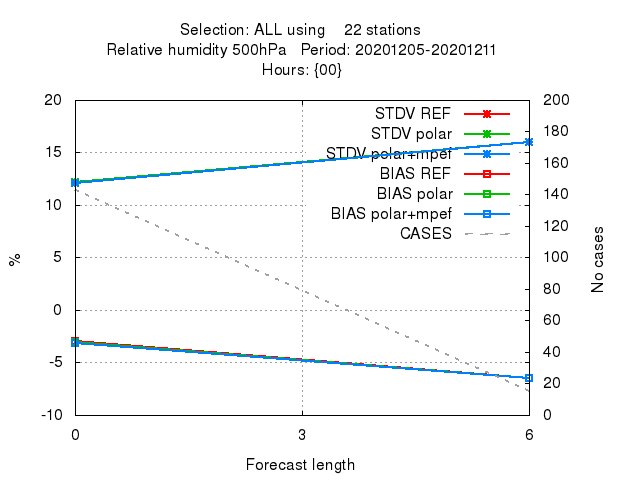 Selection: ALL using    22 stations
Relative humidity 500hPa   Period: 20201205-20201211
Hours: {00}
20
15
10
5
0
-5
-10
%
200
180
160
140
120
100
80
60
40
20
0
No cases
STDV REF
STDV polar
STDV polar+mpef
BIAS REF
BIAS polar
BIAS polar+mpef
CASES
0 3 6
Forecast length